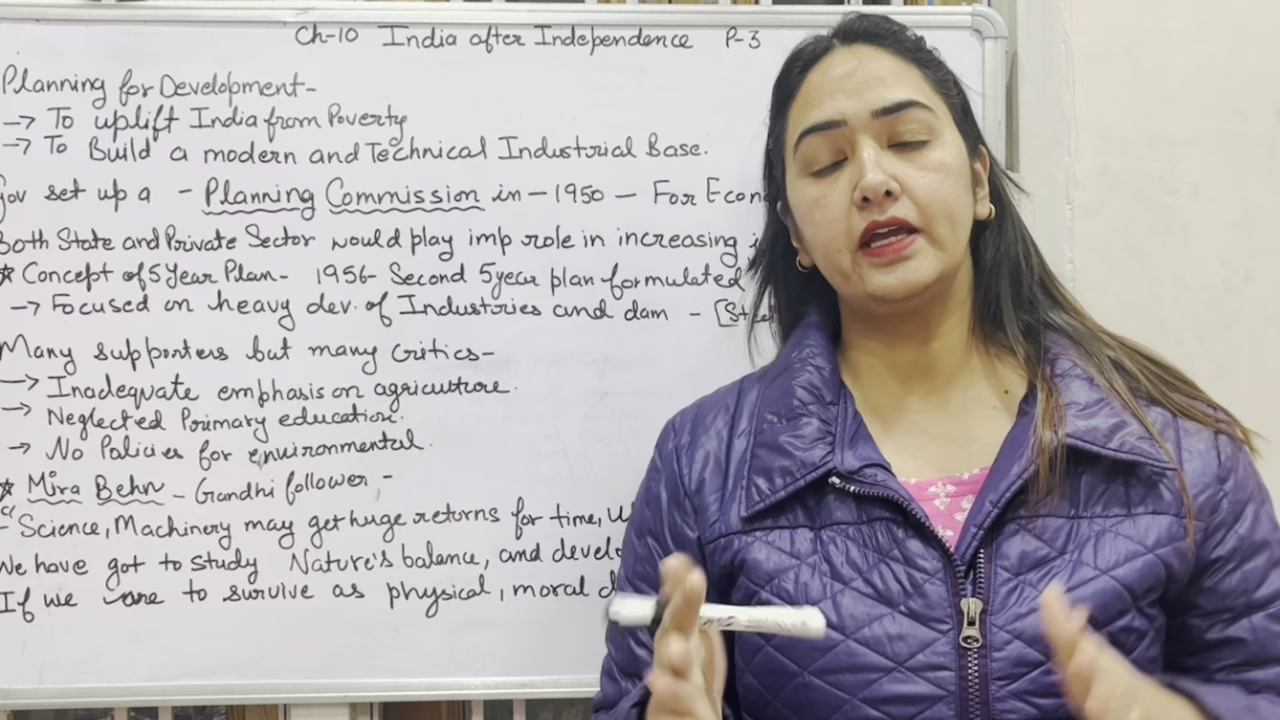 Ch-10 India after Independence P-3
Planning for Development-
→ To uplift India from Poverty
→ To Build a modern and Technical Industrial Base.
Gov set up a - Planning Commission in - 1950 - For Econ
Both State and Private Sector would play imp role in increasing
☆ Concept of 5 Year Plan - 1956 - Second 5 year plan formulated
→ Focused on heavy dev. of Industries and dam - [Steel
Many supporters but many critics-
→ Inadequate emphasis on agriculture.
→ Neglected Primary education.
→ No Policies for environmental.
☆ Mira Behn - Gandhi follower -
- "Science, Machinery may get huge returns for time,
We have got to study Nature's balance, and develo
If we are to survive as physical, moral